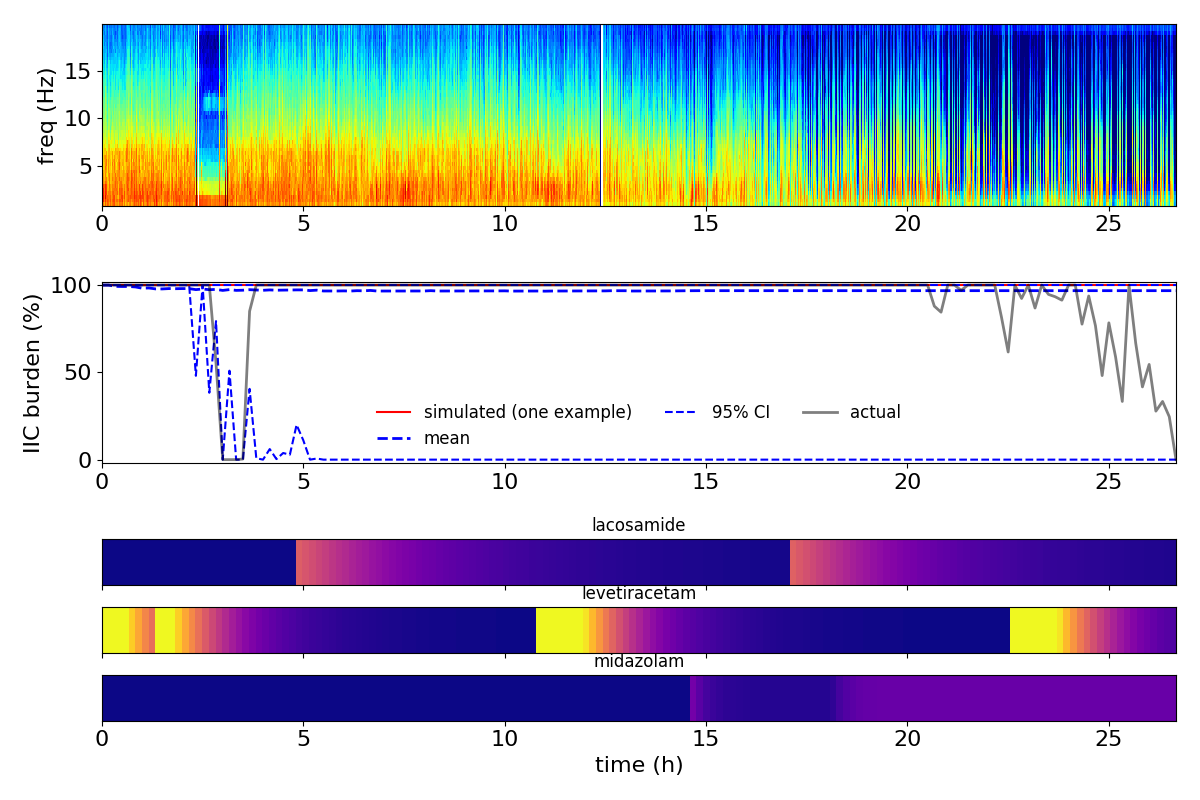 freq (Hz)
15
10
5
0 5 10 15 20 25
IIC burden (%)
100
50
0
simulated (one example) 95% CI actual
mean
0 5 10 15 20 25
lacosamide
levetiracetam
midazolam
0 5 10 15 20 25
time (h)